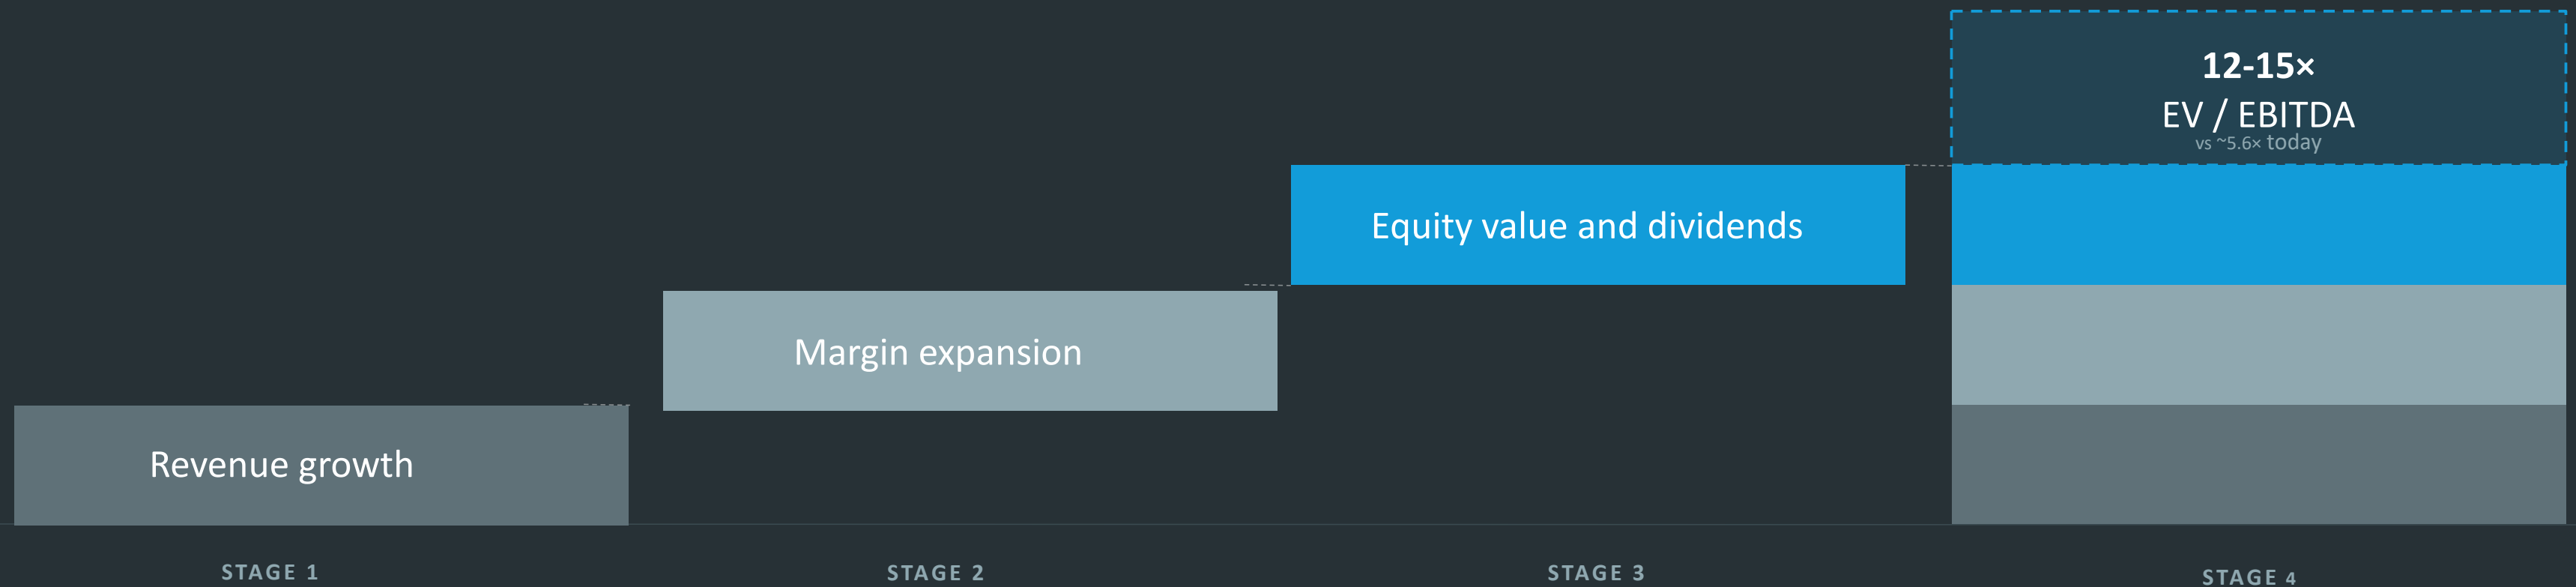 12-15×
EV / EBITDA
vs ~5.6× today
Equity value and dividends
Margin expansion
Revenue growth
STAGE 1
STAGE 2
STAGE 3
STAGE 4